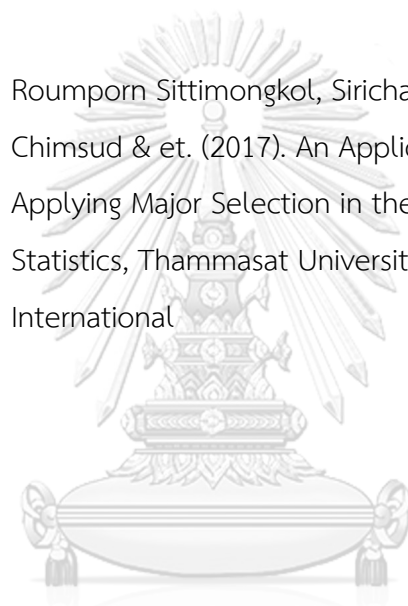 Roumporn Sittimongkol, Siricha
Chimsud & et. (2017). An Applic
Applying Major Selection in the
Statistics, Thammasat Universit
International